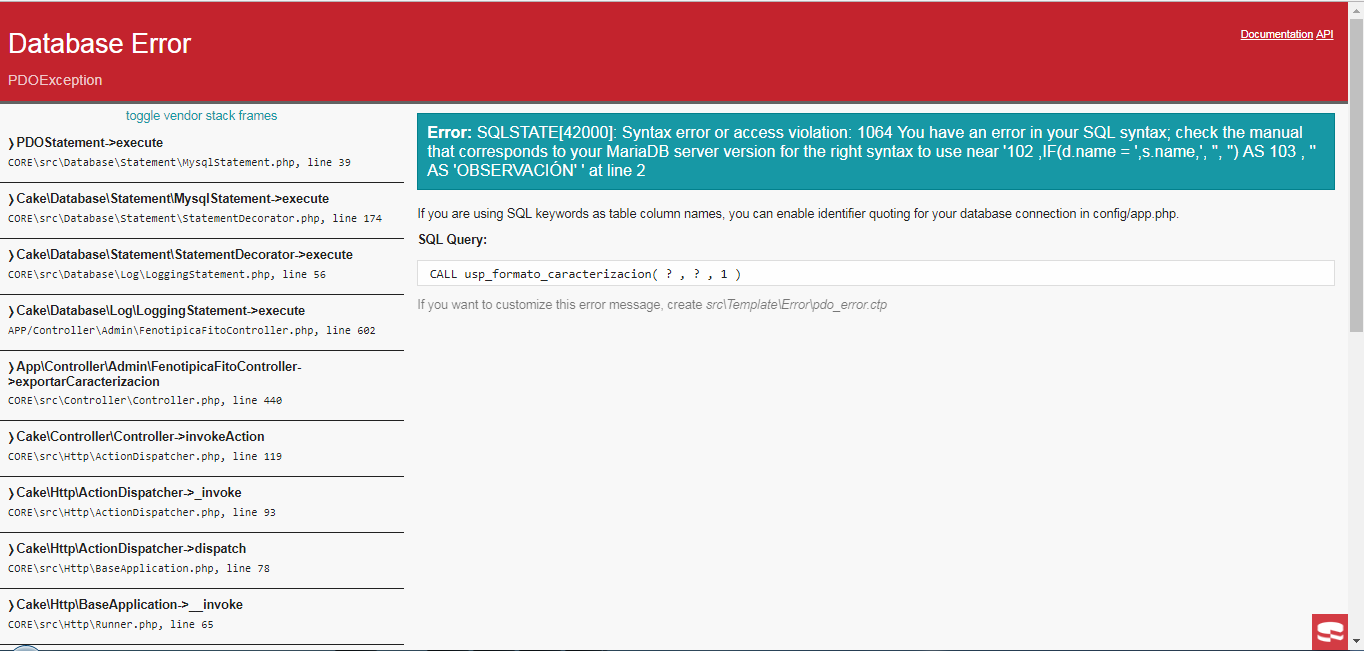 Database Error
Documentation API
PDOException
toggle vendor stack frames
❯ PDOStatement->execute
CORE\src\Database\Statement\MysqlStatement.php, line 39
❯ Cake\Database\Statement\MysqlStatement->execute
CORE\src\Database\Statement\StatementDecorator.php, line 174
❯ Cake\Database\Statement\StatementDecorator->execute
CORE\src\Database\Log\LoggingStatement.php, line 56
❯ Cake\Database\Log\LoggingStatement->execute
APP/Controller\Admin\FenotipicaFitoController.php, line 602
❯ App\Controller\Admin\FenotipicaFitoController-
>exportarCaracterizacion
CORE\src\Controller\Controller.php, line 440
❯ Cake\Controller\Controller->invokeAction
CORE\src\Http\ActionDispatcher.php, line 119
❯ Cake\Http\ActionDispatcher->_invoke
CORE\src\Http\ActionDispatcher.php, line 93
❯ Cake\Http\ActionDispatcher->dispatch
CORE\src\Http\BaseApplication.php, line 78
❯ Cake\Http\BaseApplication->__invoke
CORE\src\Http\Runner.php, line 65
Error: SQLSTATE[42000]: Syntax error or access violation: 1064 You have an error in your SQL syntax; check the manual
that corresponds to your MariaDB server version for the right syntax to use near '102 ,IF(d.name = ',s.name,', '', '') AS 103 , ''
AS 'OBSERVACIÓN' ' at line 2
If you are using SQL keywords as table column names, you can enable identifier quoting for your database connection in config/app.php.
SQL Query:
CALL usp_formato_caracterizacion( ? , ? , 1 )
If you want to customize this error message, create src\Template\Error\pdo_error.ctp